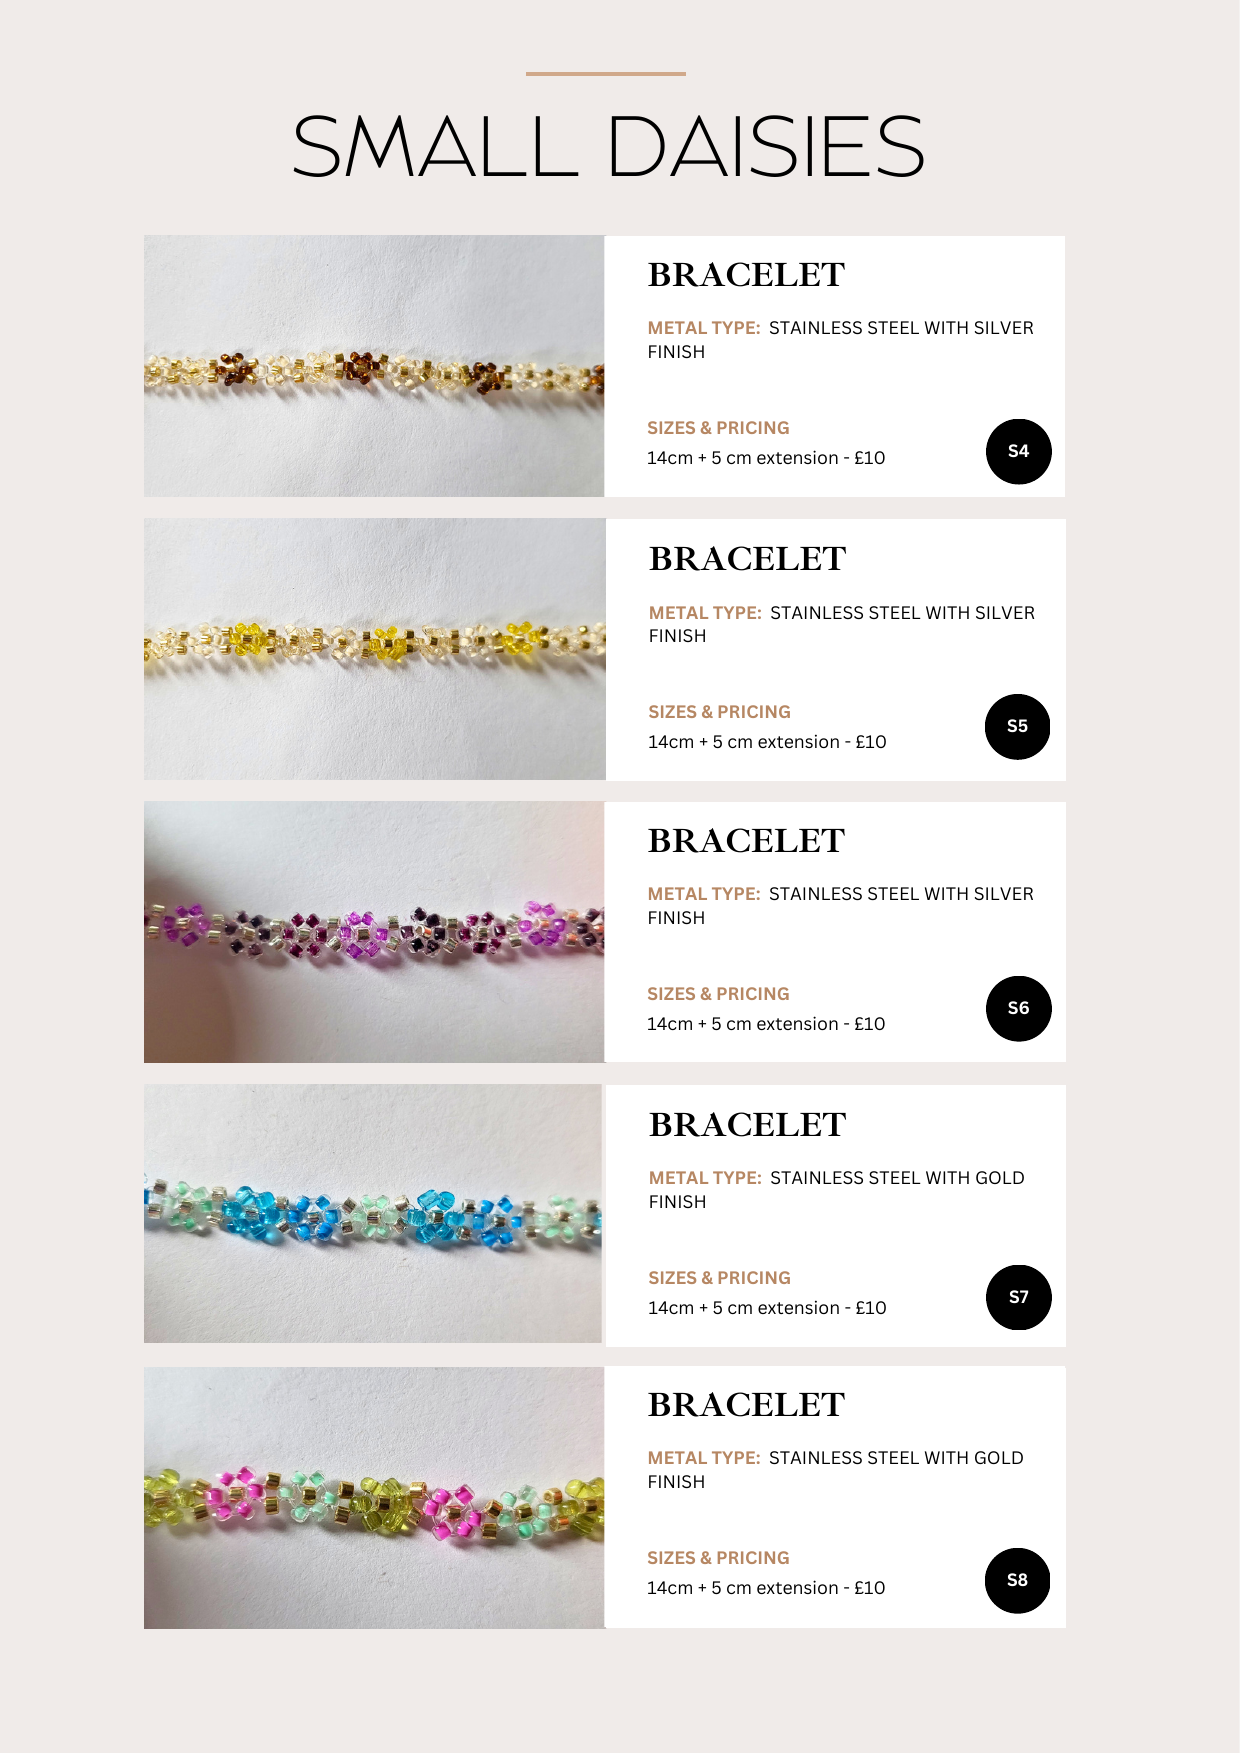 SMALL DAISIES
BRACELET
METAL TYPE: STAINLESS STEEL WITH SILVER
FINISH
SIZES & PRICING
14cm + 5 cm extension - £10
S4
BRACELET
METAL TYPE: STAINLESS STEEL WITH SILVER
FINISH
SIZES & PRICING
14cm + 5 cm extension - £10
S5
BRACELET
METAL TYPE: STAINLESS STEEL WITH SILVER
FINISH
SIZES & PRICING
14cm + 5 cm extension - £10
S6
BRACELET
METAL TYPE: STAINLESS STEEL WITH GOLD
FINISH
SIZES & PRICING
14cm + 5 cm extension - £10
S7
BRACELET
METAL TYPE: STAINLESS STEEL WITH GOLD
FINISH
SIZES & PRICING
14cm + 5 cm extension - £10
S8